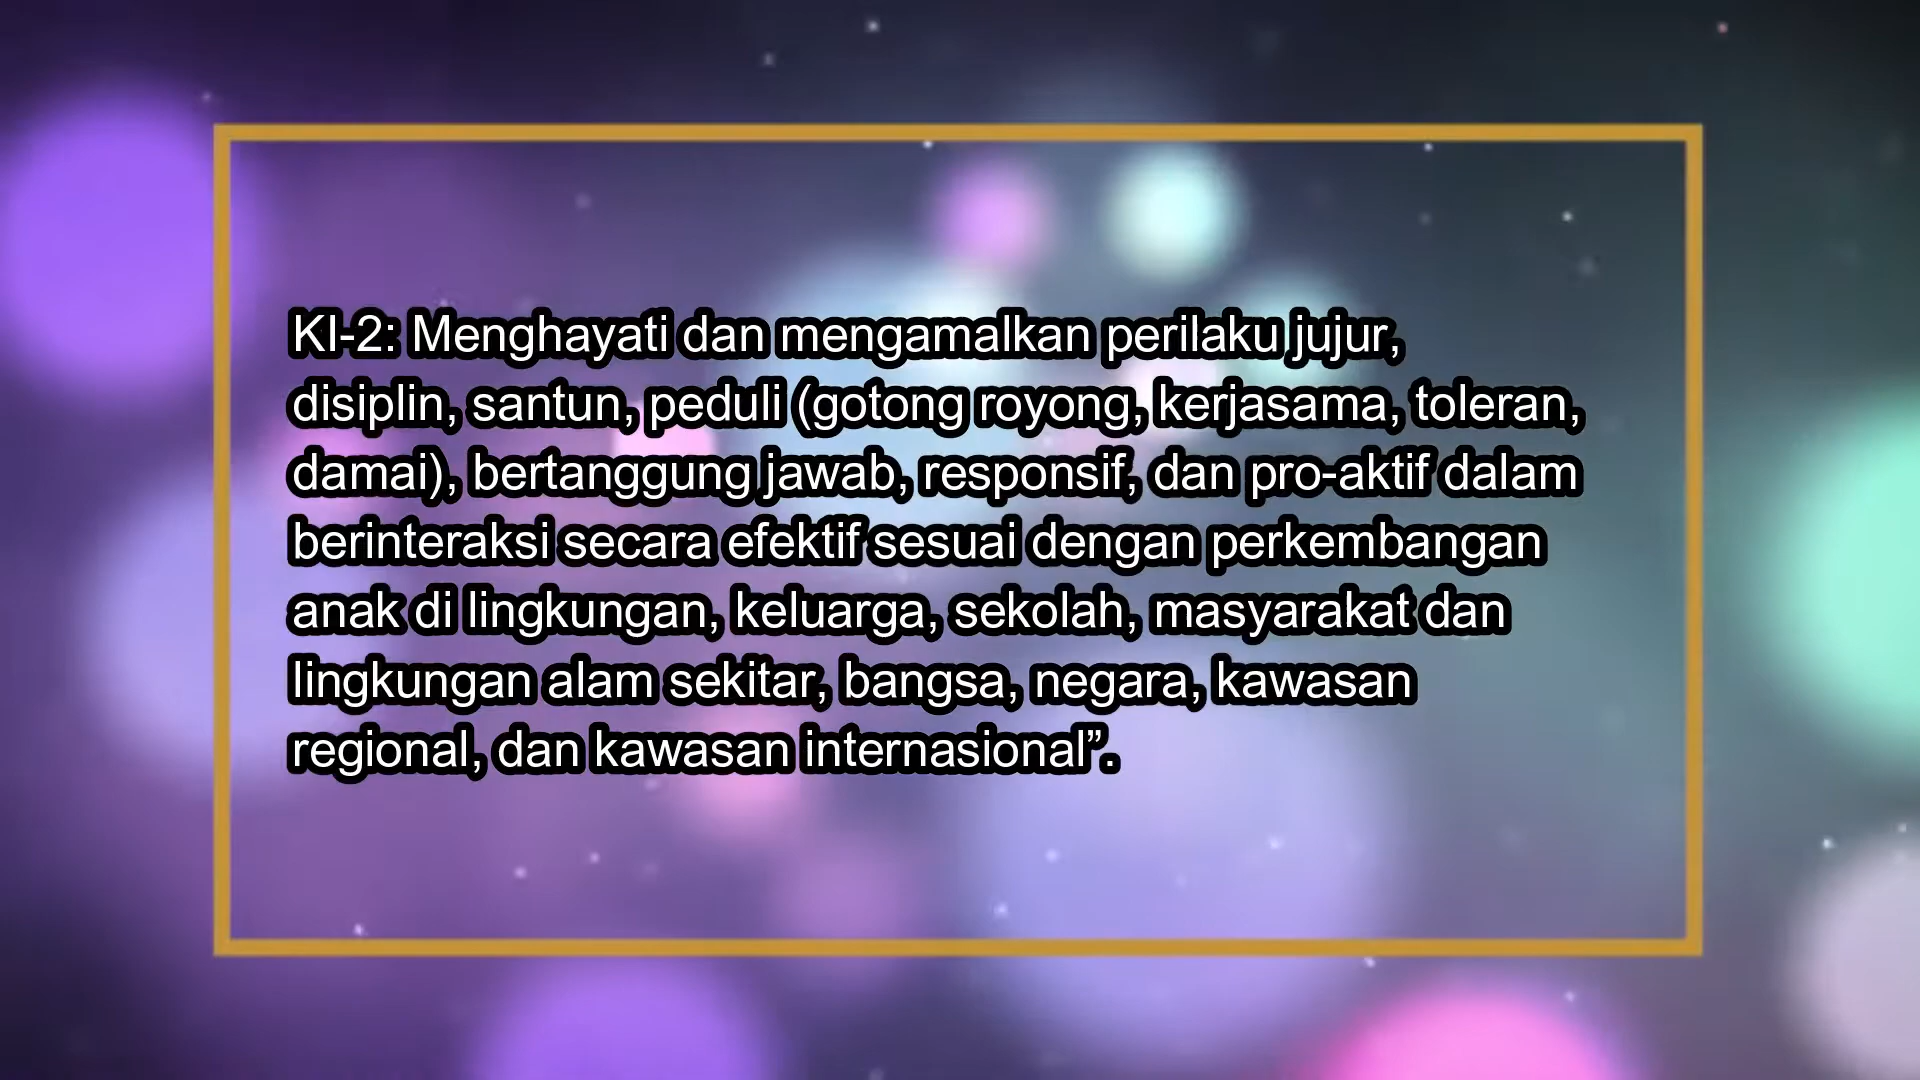 KI-2: Menghayati dan mengamalkan perilaku jujur,
disiplin, santun, peduli (gotong royong, kerjasama, toleran,
damai), bertanggung jawab, responsif, dan pro-aktif dalam
berinteraksi secara efektif sesuai dengan perkembangan
anak di lingkungan, keluarga, sekolah, masyarakat dan
lingkungan alam sekitar, bangsa, negara, kawasan
regional, dan kawasan internasional”.